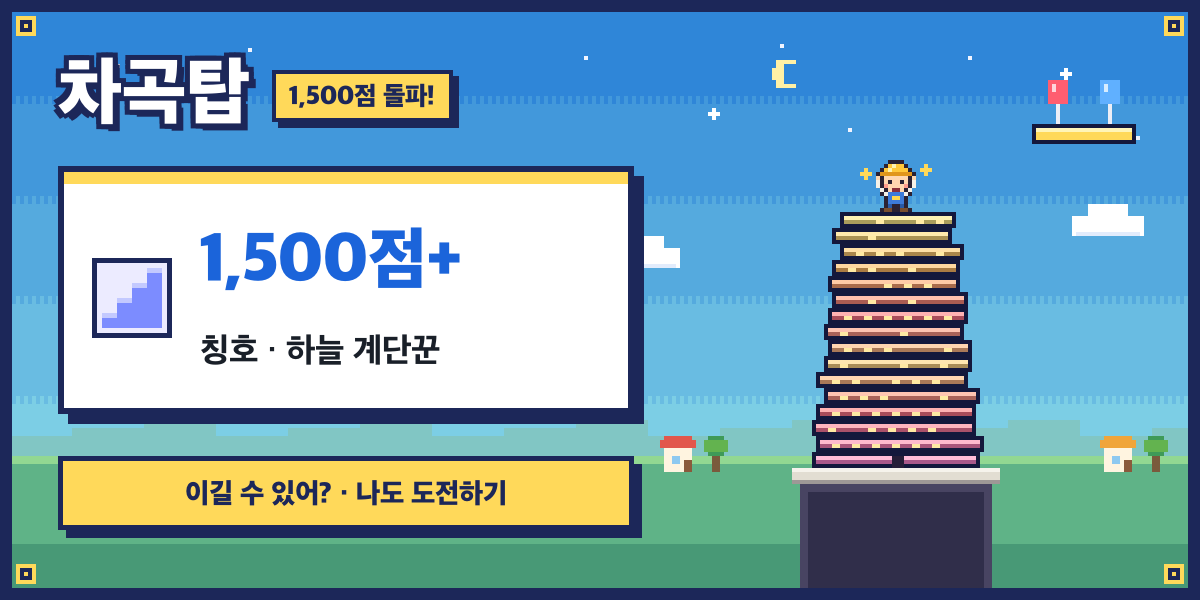 차곡탑
1,500점 돌파!
1,500점+
칭호 · 하늘 계단꾼
이길 수 있어? · 나도 도전하기